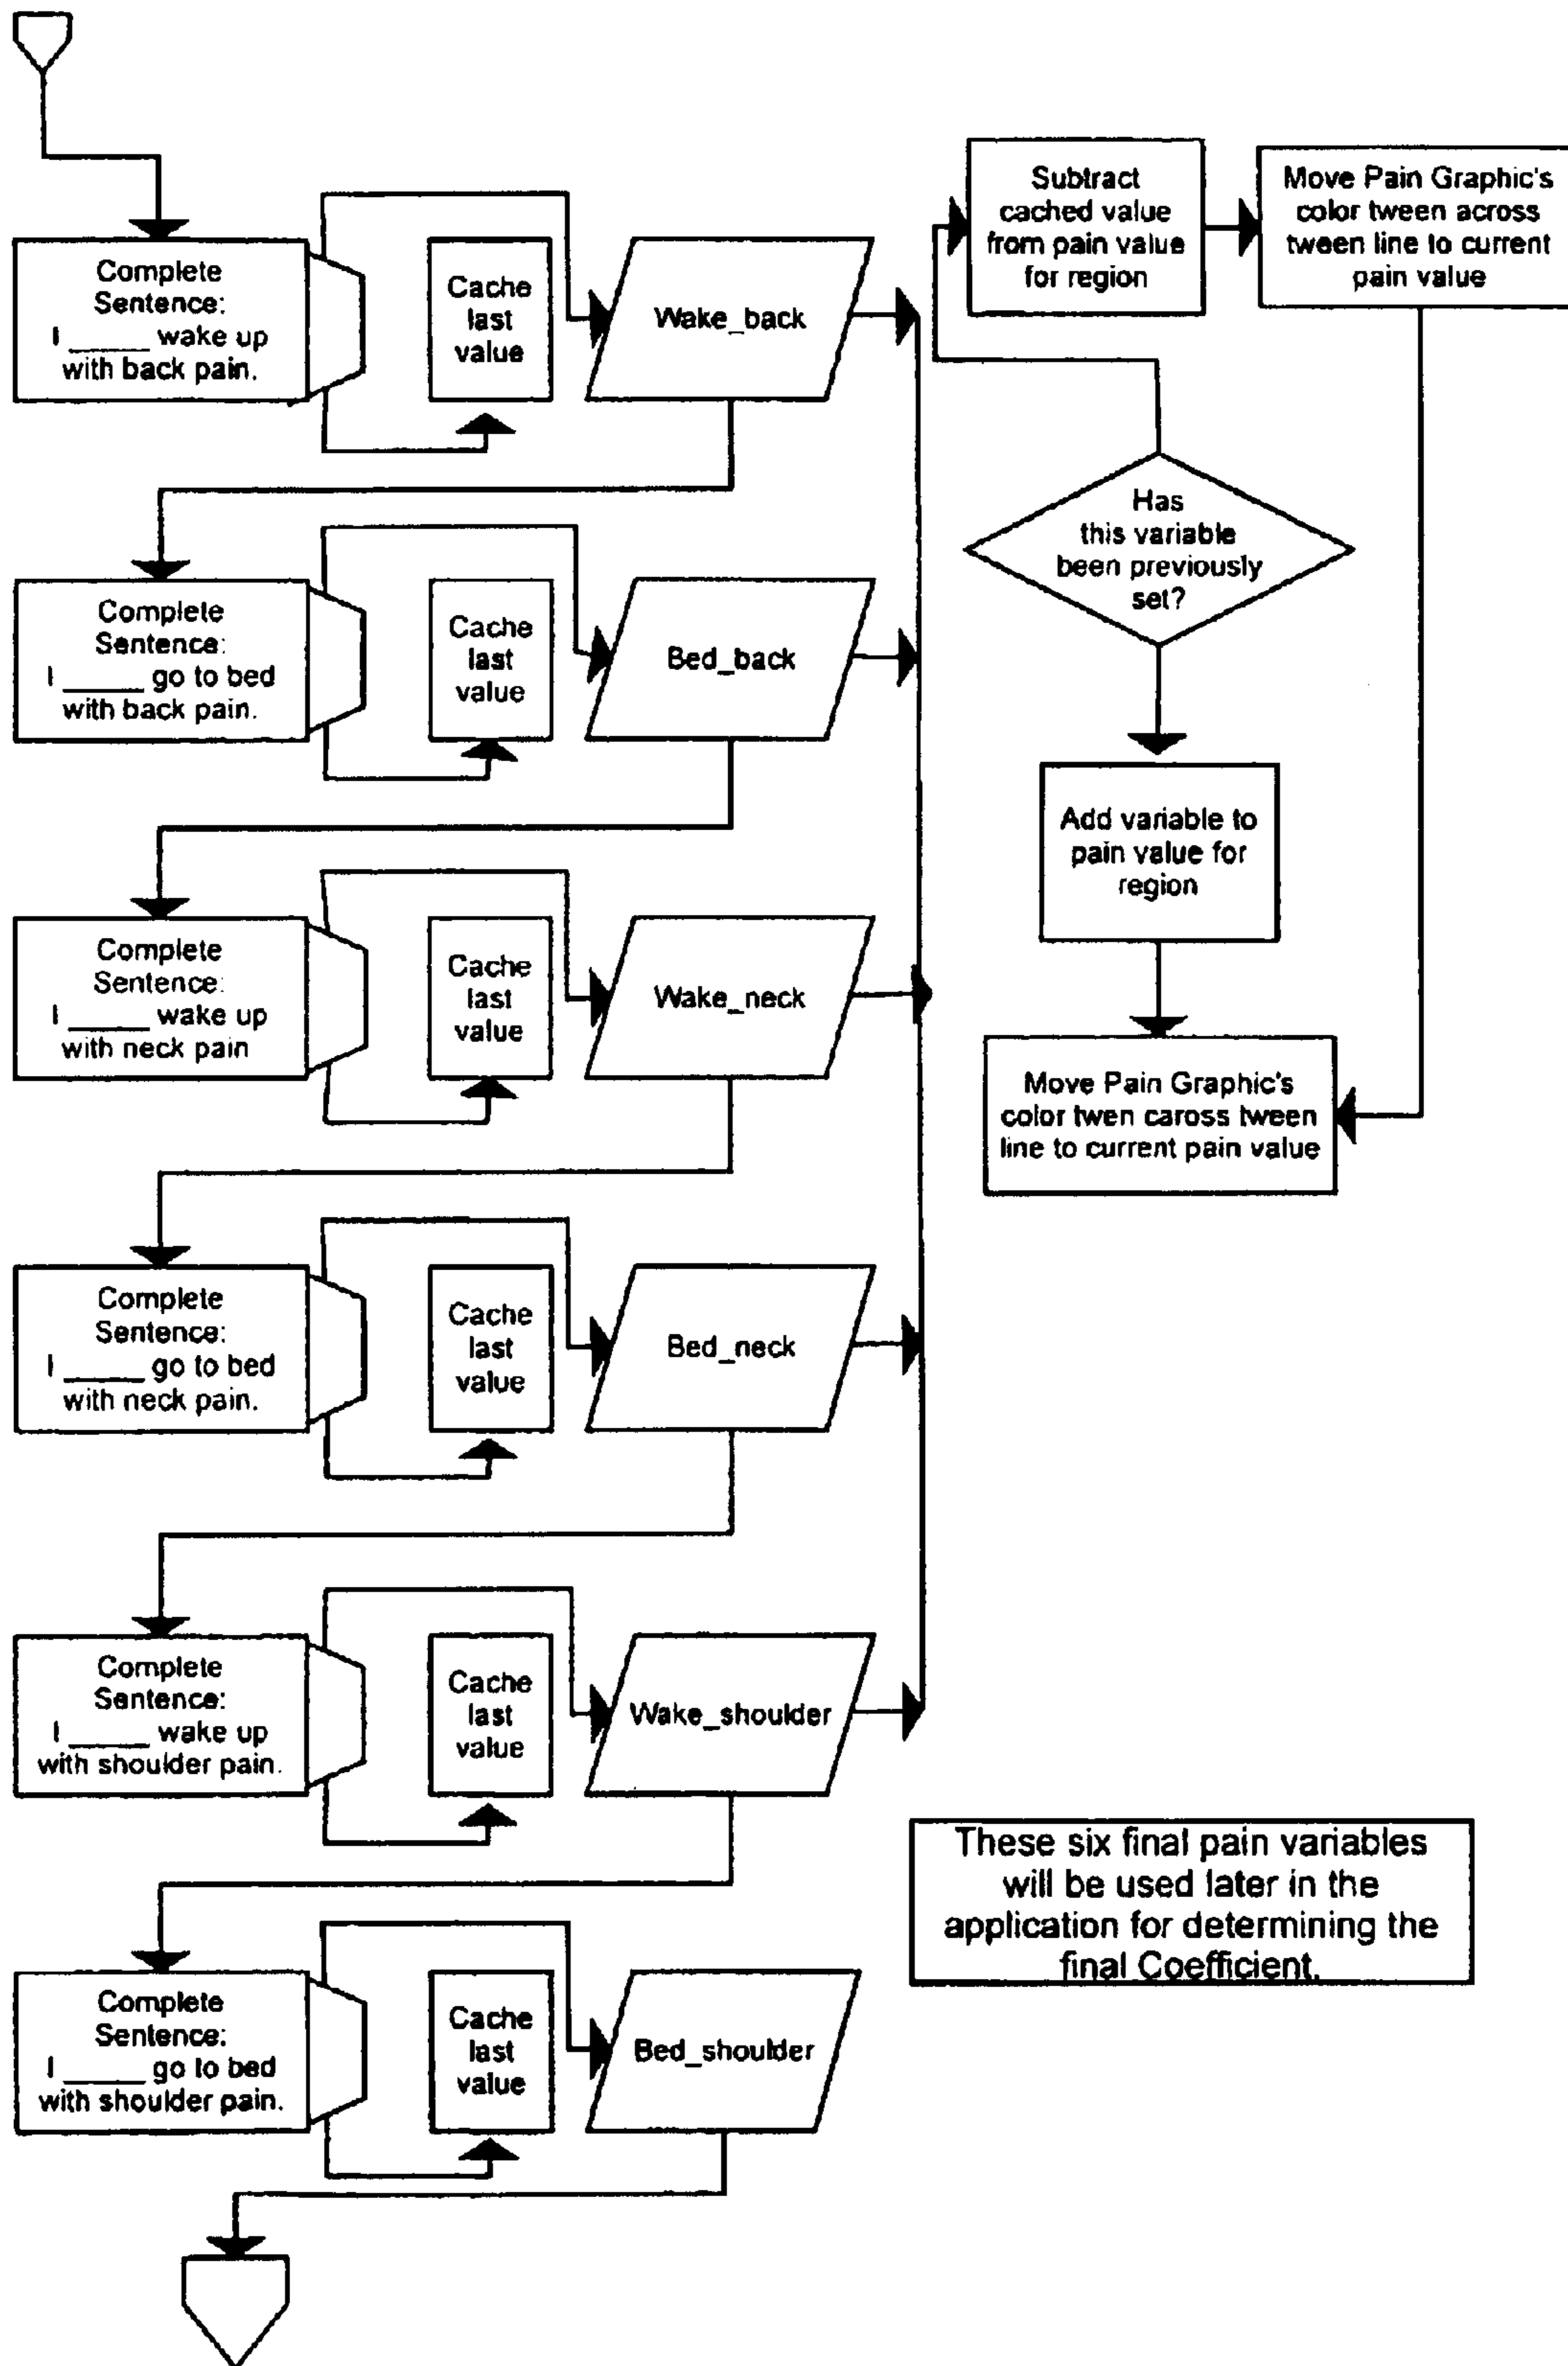 Complete
Sentence:
I _____ wake up
with back pain.
Cache
last
value
Wake_back
Complete
Sentence:
I _____ go to bed
with back pain.
Cache
last
value
Bed_back
Complete
Sentence:
I _____ wake up
with neck pain
Cache
last
value
Wake_neck
Complete
Sentence:
I _____ go to bed
with neck pain.
Cache
last
value
Bed_neck
Complete
Sentence:
I _____ wake up
with shoulder pain.
Cache
last
value
Wake_shoulder
Complete
Sentence:
I _____ go to bed
with shoulder pain.
Cache
last
value
Bed_shoulder
Subtract
cached value
from pain value
for region
Move Pain Graphic's
color tween across
tween line to current
pain value
Has
this variable
been previously
set?
Add variable to
pain value for
region
Move Pain Graphic's
color twen caross tween
line to current pain value
These six final pain variables
will be used later in the
application for determining the
final Coefficient.